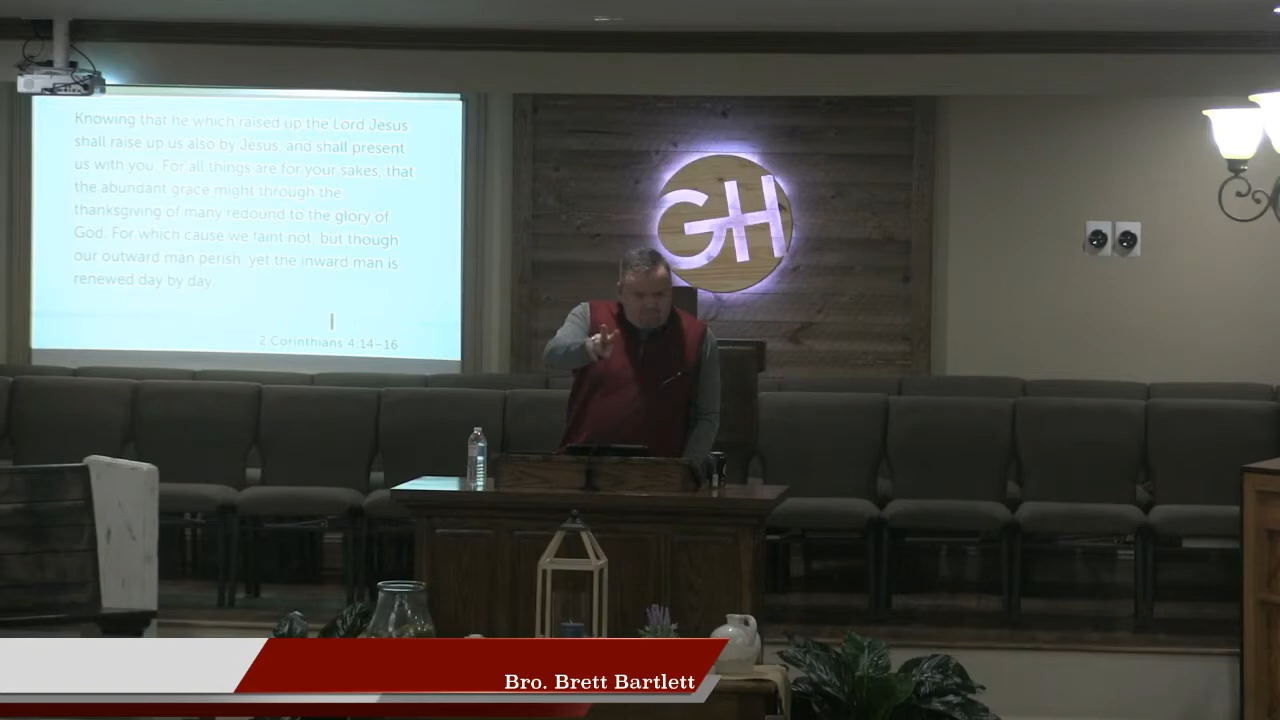 Knowing that he which raised up the Lord Jesus
shall raise up us also by Jesus, and shall present
us with you. For all things are for your sakes, that
the abundant grace might through the
thanksgiving of many redound to the glory of
God. For which cause we faint not; but though
our outward man perish, yet the inward man is
renewed day by day.
2 Corinthians 4:14–16
GH
Bro. Brett Bartlett